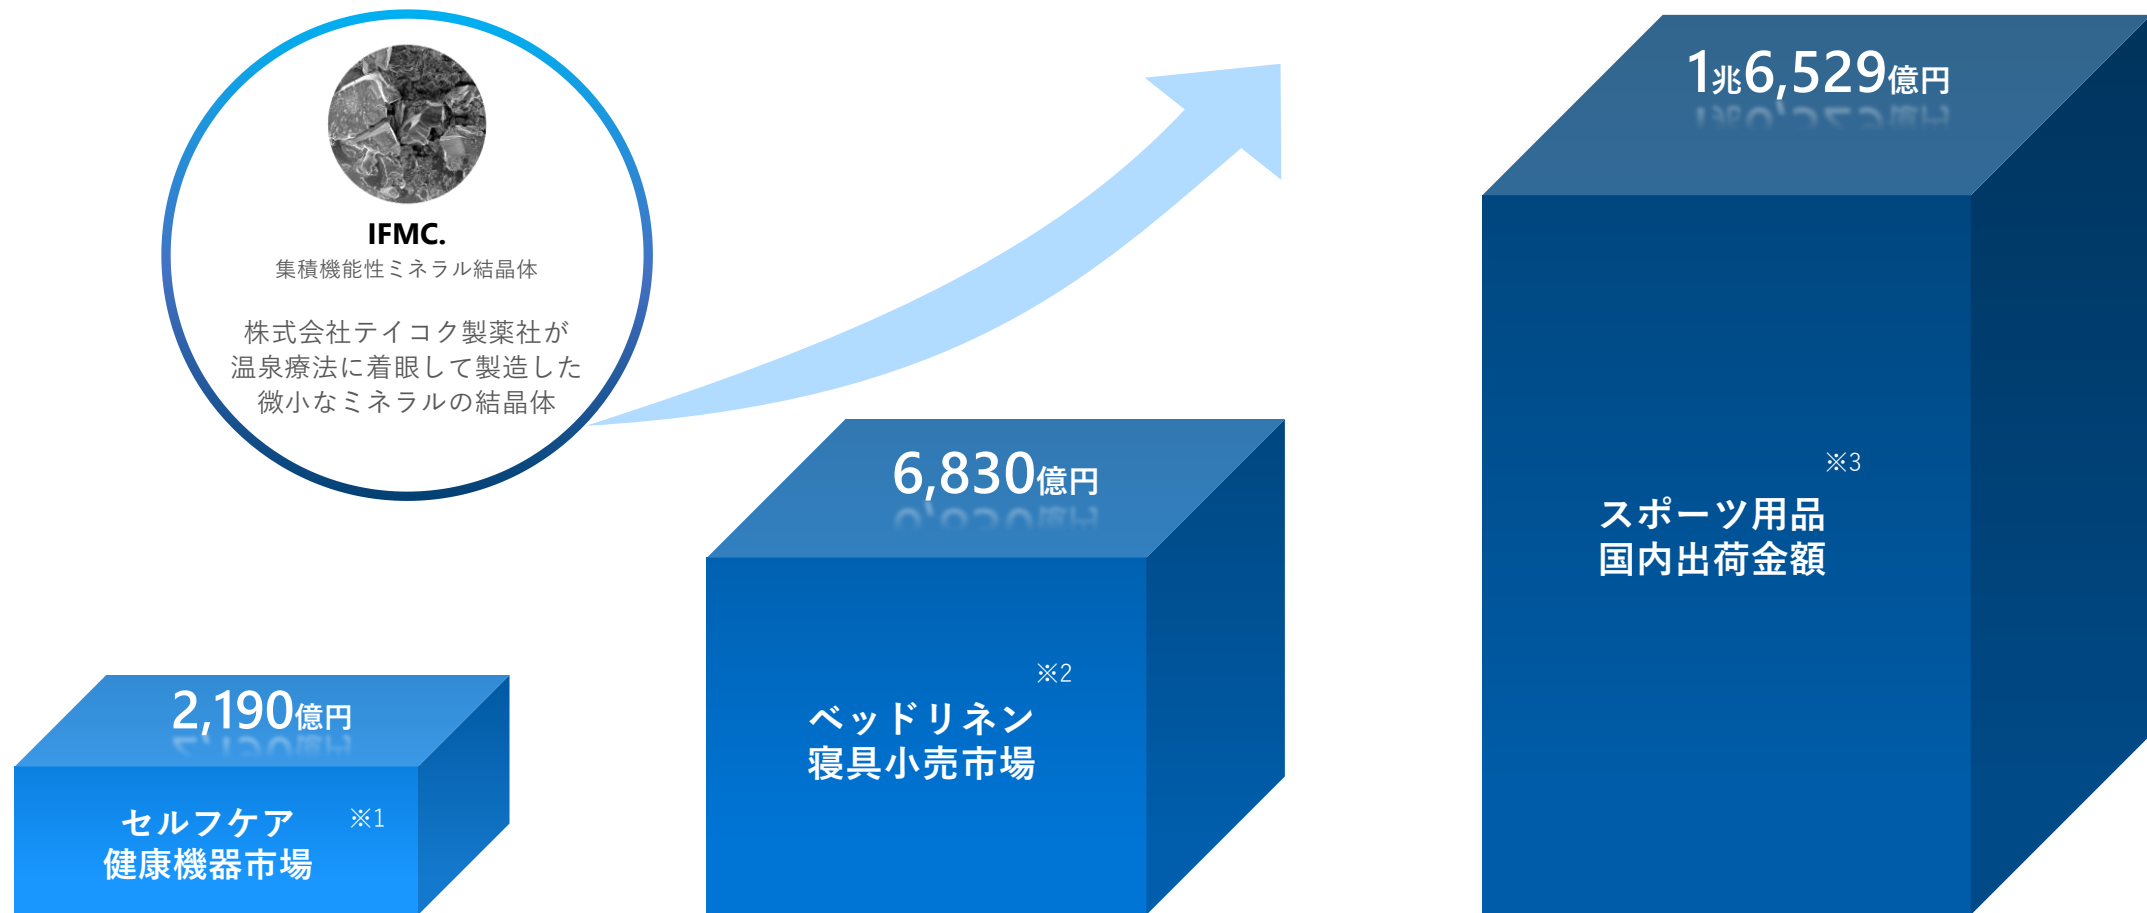 IFMC.
集積機能性ミネラル結晶体
株式会社テイコク製薬社が
温泉療法に着眼して製造した
微小なミネラルの結晶体
2,190億円
セルフケア ※1
健康機器市場
6,830億円
※2
ベッドリネン
寝具小売市場
1兆6,529億円
※3
スポーツ用品
国内出荷金額